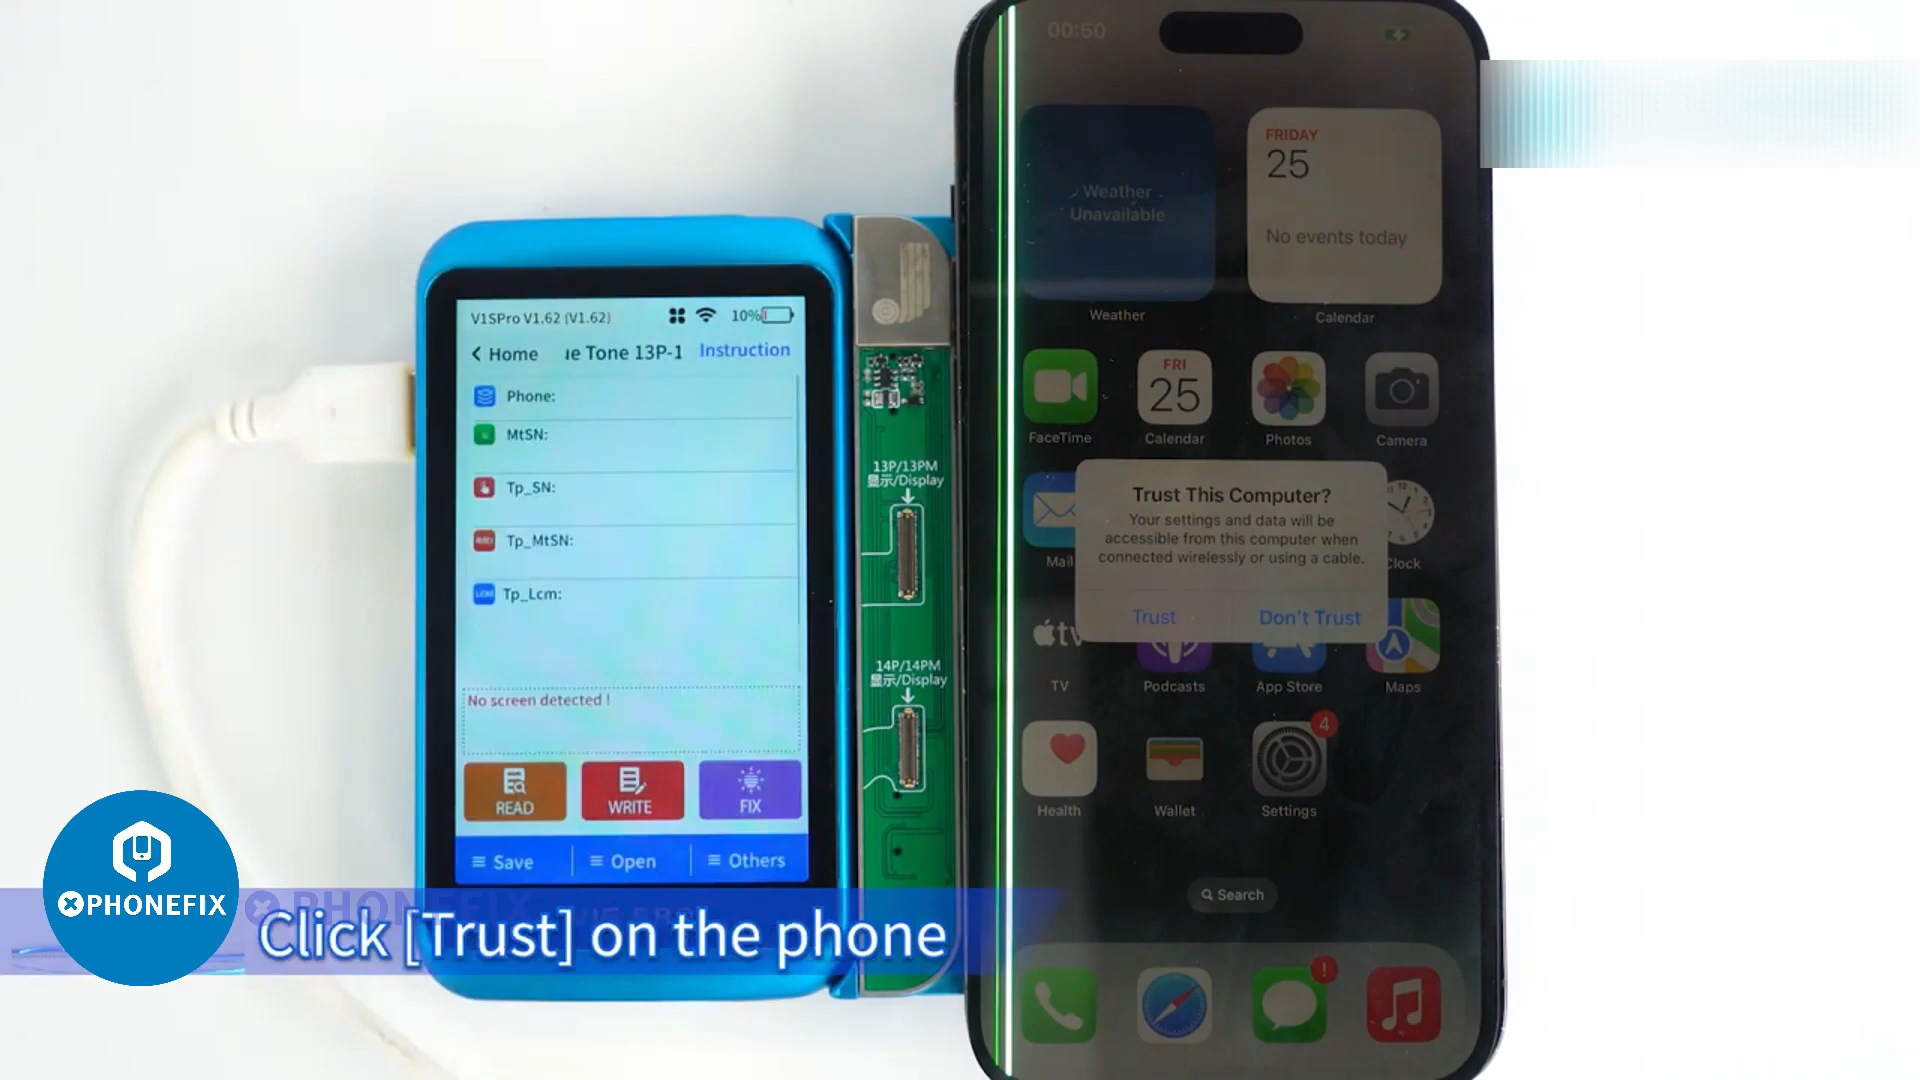 V1SPro V1.62 (V1.62)
10%
Home
ıe Tone 13P-1
Instruction
Phone:
MtSN:
Tp_SN:
Tp_MtSN:
Tp_Lcm:
No screen detected !
READ
WRITE
FIX
Save
Open
Others
13P/13PM
显示/Display
14P/14PM
显示/Display
00:50
Weather
Unavailable
Weather
FRIDAY
25
No events today
Calendar
FaceTime
FRI
25
Calendar
Photos
Camera
Mail
Clock
Trust This Computer?
Your settings and data will be
accessible from this computer when
connected wirelessly or using a cable.
Trust
Don't Trust
tv
TV
Podcasts
App Store
Maps
4
Health
Wallet
Settings
Search
!
PHONEFIX
PHONEFIX
Click [Trust] on the phone